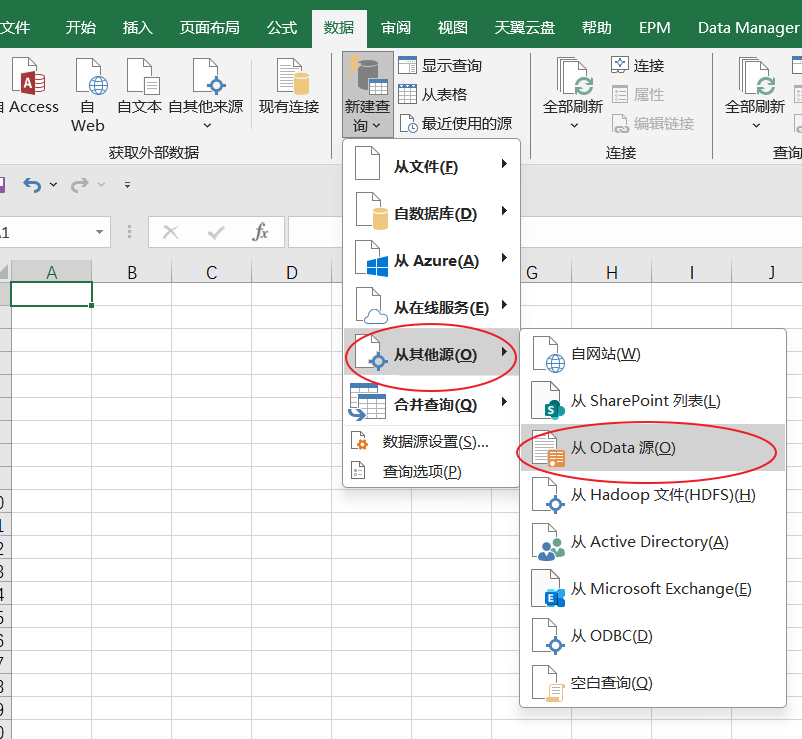 文件 开始 插入 页面布局 公式 数据 审阅 视图 天翼云盘 帮助 EPM Data Manager
自 Access
自
Web
自文本
自其他来源
现有连接
获取外部数据
新建查
询
显示查询
从表格
最近使用的源
全部刷新
连接
属性
编辑链接
连接
全部刷新
查询
fx
A B C D G H I J
从文件(F)
自数据库(D)
从 Azure(A)
从在线服务(E)
从其他源(O)
合并查询(Q)
数据源设置(S)...
查询选项(P)
自网站(W)
从 SharePoint 列表(L)
从 OData 源(O)
从 Hadoop 文件(HDFS)(H)
从 Active Directory(A)
从 Microsoft Exchange(E)
从 ODBC(D)
空白查询(Q)